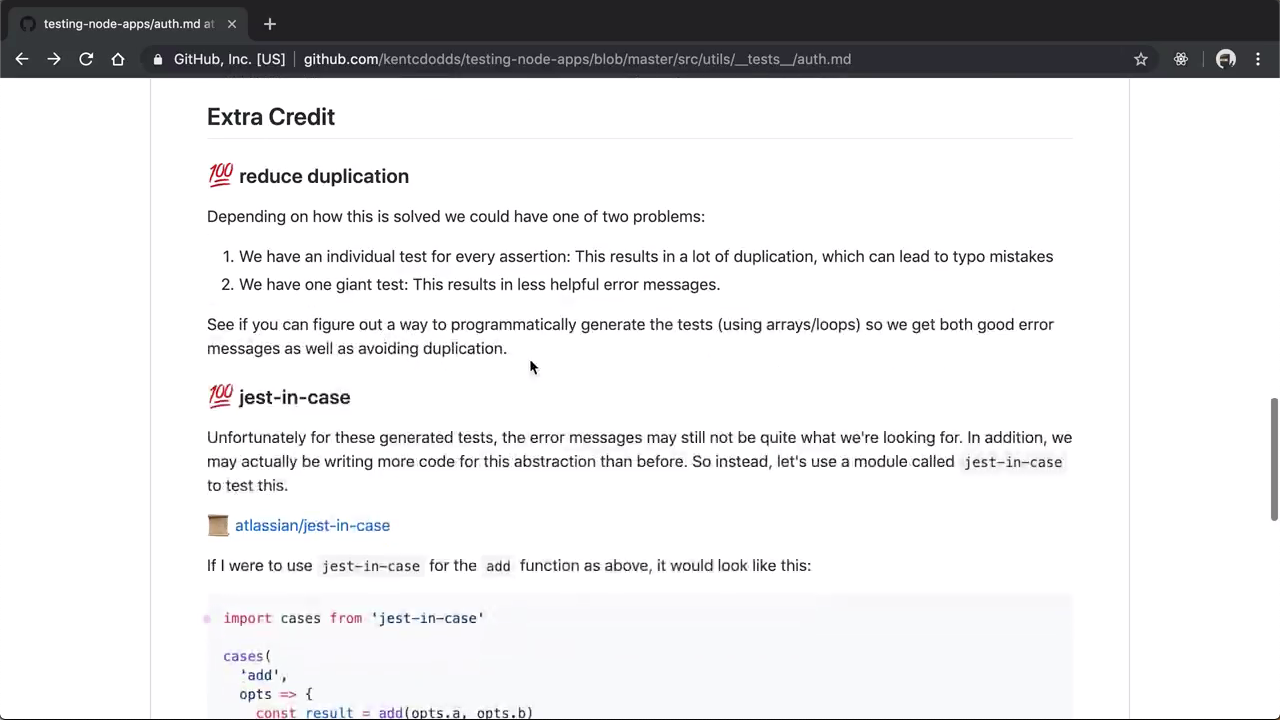 testing-node-apps/auth.md at
GitHub, Inc. [US] github.com/kentcdodds/testing-node-apps/blob/master/src/utils/__tests__/auth.md
Extra Credit
💯 reduce duplication
Depending on how this is solved we could have one of two problems:
1. We have an individual test for every assertion: This results in a lot of duplication, which can lead to typo mistakes
2. We have one giant test: This results in less helpful error messages.
See if you can figure out a way to programmatically generate the tests (using arrays/loops) so we get both good error
messages as well as avoiding duplication.
💯 jest-in-case
Unfortunately for these generated tests, the error messages may still not be quite what we're looking for. In addition, we
may actually be writing more code for this abstraction than before. So instead, let's use a module called jest-in-case
to test this.
📜 atlassian/jest-in-case
If I were to use jest-in-case for the add function as above, it would look like this:
import cases from 'jest-in-case'
cases(
'add',
opts => {
const result = add(opts.a, opts.b)